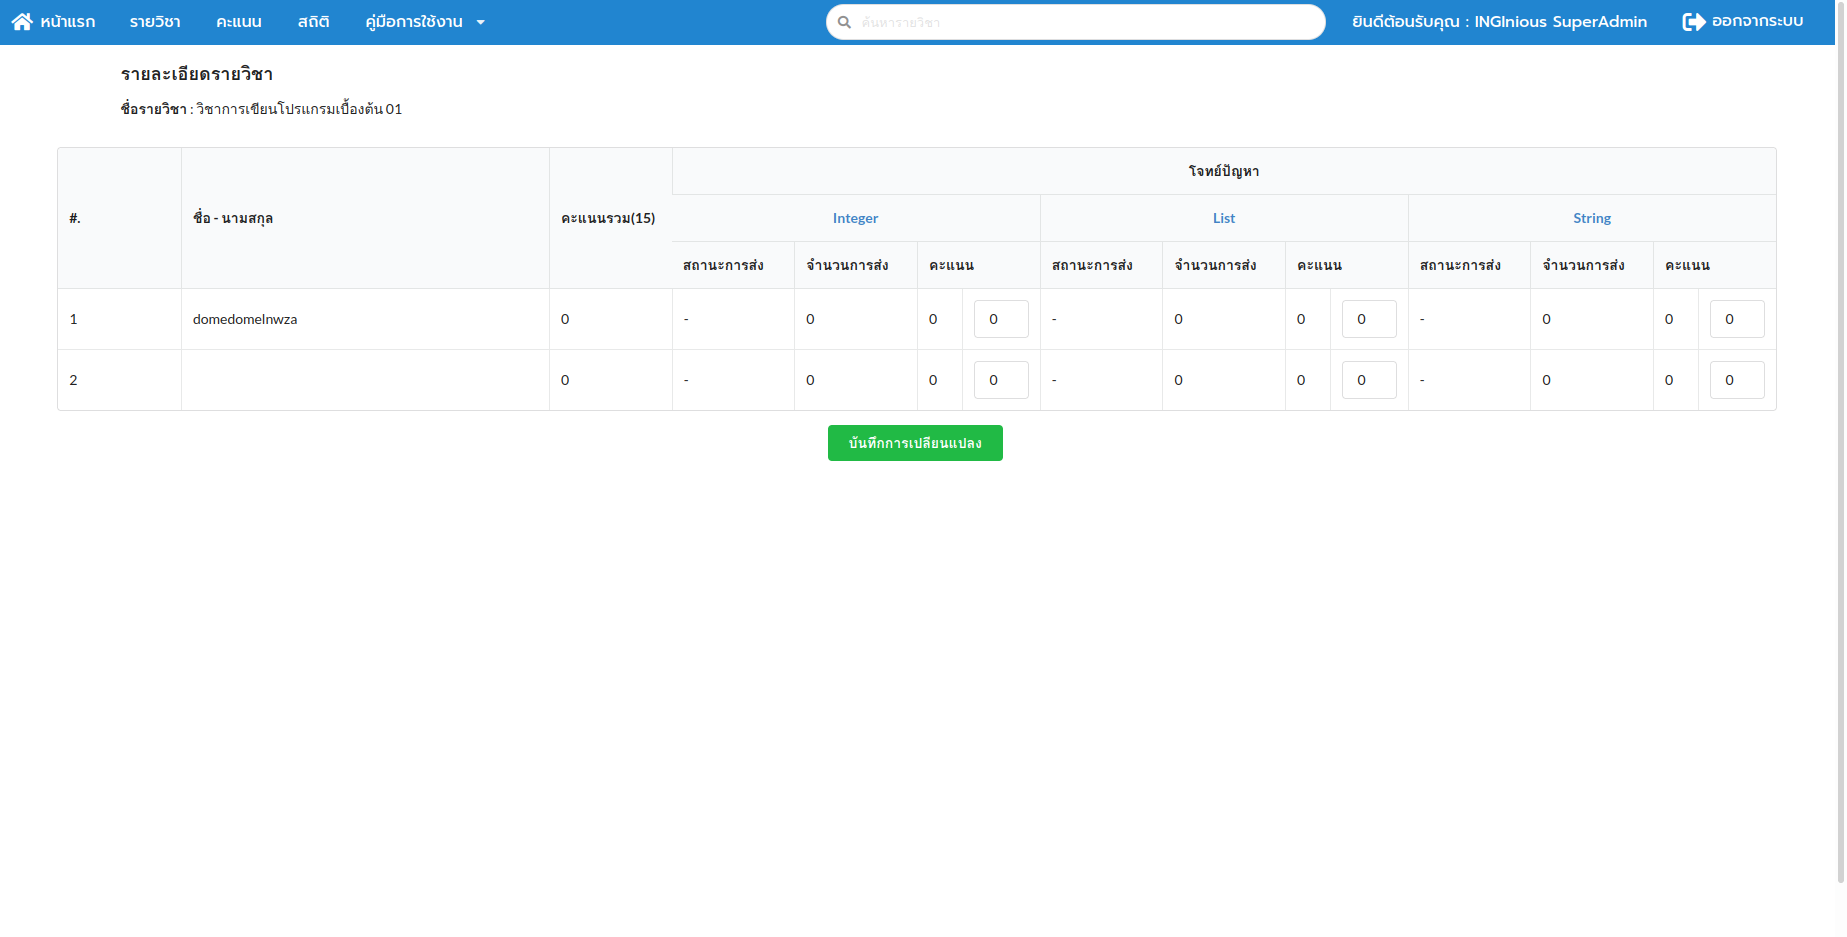 หน้าแรก รายวิชา คะแนน สถิติ คู่มือการใช้งาน ค้นหารายวิชา ยินดีต้อนรับคุณ : INGInious SuperAdmin ออกจากระบบ
รายละเอียดรายวิชา
ชื่อรายวิชา : วิชาการเขียนโปรแกรมเบื้องต้น 01
โจทย์ปัญหา
#. ชื่อ - นามสกุล คะแนนรวม(15) Integer List String
สถานะการส่ง จำนวนการส่ง คะแนน สถานะการส่ง จำนวนการส่ง คะแนน สถานะการส่ง จำนวนการส่ง คะแนน
1 domedomelnwza 0 - 0 0 0 - 0 0 0 - 0 0 0
2 0 - 0 0 0 - 0 0 0 - 0 0 0
บันทึกการเปลียนแปลง